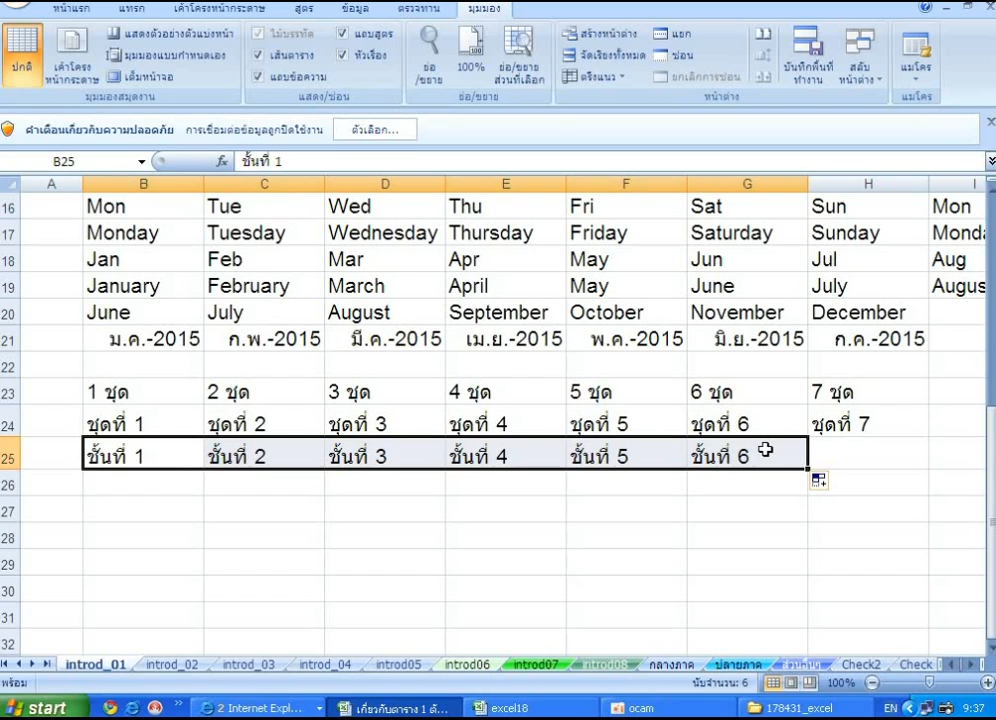 หน้าแรก แทรก เค้าโครงหน้ากระดาษ สูตร ข้อมูล ตรวจทาน มุมมอง
ปกติ เค้าโครงหน้ากระดาษ แสดงตัวอย่างตัวแบ่งหน้า มุมมองแบบกำหนดเอง เต็มหน้าจอ
ไม้บรรทัด แถบสูตร เส้นตาราง หัวเรื่อง แถบข้อความ
ย่อ/ขยาย 100% ย่อ/ขยายส่วนที่เลือก
สร้างหน้าต่าง แยก จัดเรียงทั้งหมด ซ่อน ตรึงแนว ยกเลิกการซ่อน
บันทึกพื้นที่ทำงาน สลับหน้าต่าง แมโคร
มุมมองสมุดงาน แสดง/ซ่อน ย่อ/ขยาย หน้าต่าง แมโคร
คำเตือนเกี่ยวกับความปลอดภัย การเชื่อมต่อข้อมูลถูกปิดใช้งาน ตัวเลือก...
B25 fx ชั้นที่ 1
A B C D E F G H I
16 Mon Tue Wed Thu Fri Sat Sun Mon
17 Monday Tuesday Wednesday Thursday Friday Saturday Sunday Monda
18 Jan Feb Mar Apr May Jun Jul Aug
19 January February March April May June July Augus
20 June July August September October November December
21 ม.ค.-2015 ก.พ.-2015 มี.ค.-2015 เม.ย.-2015 พ.ค.-2015 มิ.ย.-2015 ก.ค.-2015
22
23 1 ชุด 2 ชุด 3 ชุด 4 ชุด 5 ชุด 6 ชุด 7 ชุด
24 ชุดที่ 1 ชุดที่ 2 ชุดที่ 3 ชุดที่ 4 ชุดที่ 5 ชุดที่ 6 ชุดที่ 7
25 ชั้นที่ 1 ชั้นที่ 2 ชั้นที่ 3 ชั้นที่ 4 ชั้นที่ 5 ชั้นที่ 6
26
27
28
29
30
31
32
introd_01 introd_02 introd_03 introd_04 introd05 introd06 introd07 introd08 กลางภาค ปลายภาค Check2 Check
พร้อม นับจำนวน: 6 100%
start 2 Internet Expl... เกี่ยวกับตาราง 1 ตั... excel18 ocam 178431_excel EN 9:37